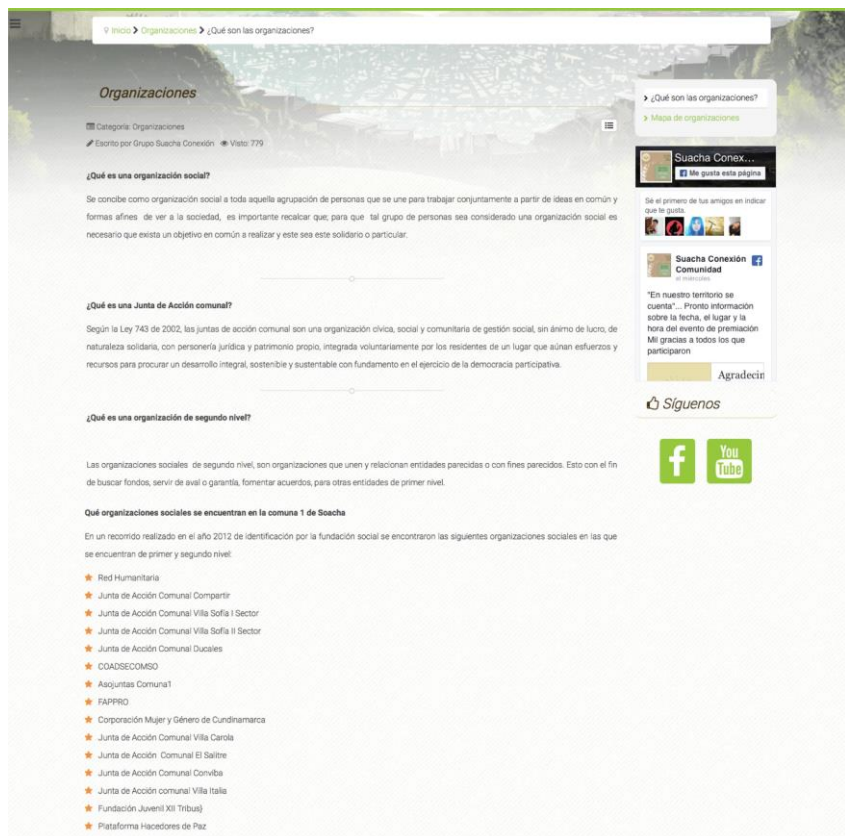 Inicio > Organizaciones > ¿Qué son las organizaciones?
Organizaciones
Categoría: Organizaciones
Escrito por Grupo Suacha Conexión Visto: 779
¿Qué es una organización social?
Se concibe como organización social a toda aquella agrupación de personas que se une para trabajar conjuntamente a partir de ideas en común y
formas afines de ver a la sociedad, es importante recalcar que; para que tal grupo de personas sea considerado una organización social es
necesario que exista un objetivo en común a realizar y este sea este solidario o particular.
¿Qué es una Junta de Acción comunal?
Según la Ley 743 de 2002, las juntas de acción comunal son una organización cívica, social y comunitaria de gestión social, sin ánimo de lucro, de
naturaleza solidaria, con personería jurídica y patrimonio propio, integrada voluntariamente por los residentes de un lugar que aúnan esfuerzos y
recursos para procurar un desarrollo integral, sostenible y sustentable con fundamento en el ejercicio de la democracia participativa.
¿Qué es una organización de segundo nivel?
Las organizaciones sociales de segundo nivel, son organizaciones que unen y relacionan entidades parecidas o con fines parecidos. Esto con el fin
de buscar fondos, servir de aval o garantía, fomentar acuerdos, para otras entidades de primer nivel.
Qué organizaciones sociales se encuentran en la comuna 1 de Soacha
En un recorrido realizado en el año 2012 de identificación por la fundación social se encontraron las siguientes organizaciones sociales en las que
se encuentran de primer y segundo nivel:
Red Humanitaria
Junta de Acción Comunal Compartir
Junta de Acción Comunal Villa Sofía I Sector
Junta de Acción Comunal Villa Sofía II Sector
Junta de Acción Comunal Ducales
COADSECOMSO
Asojuntas Comuna1
FAPPRO
Corporación Mujer y Género de Cundinamarca
Junta de Acción Comunal Villa Carola
Junta de Acción Comunal El Salitre
Junta de Acción Comunal Conviba
Junta de Acción comunal Villa Italia
Fundación Juvenil XII Tribus}
Plataforma Hacedores de Paz
> ¿Qué son las organizaciones?
> Mapa de organizaciones
Suacha Conex...
Me gusta esta página
Sé el primero de tus amigos en indicar
que te gusta.
Suacha Conexión
Comunidad
el miércoles
"En nuestro territorio se
cuenta"... Pronto información
sobre la fecha, el lugar y la
hora del evento de premiación
Mil gracias a todos los que
participaron
Agradecin
Síguenos
f
You
Tube